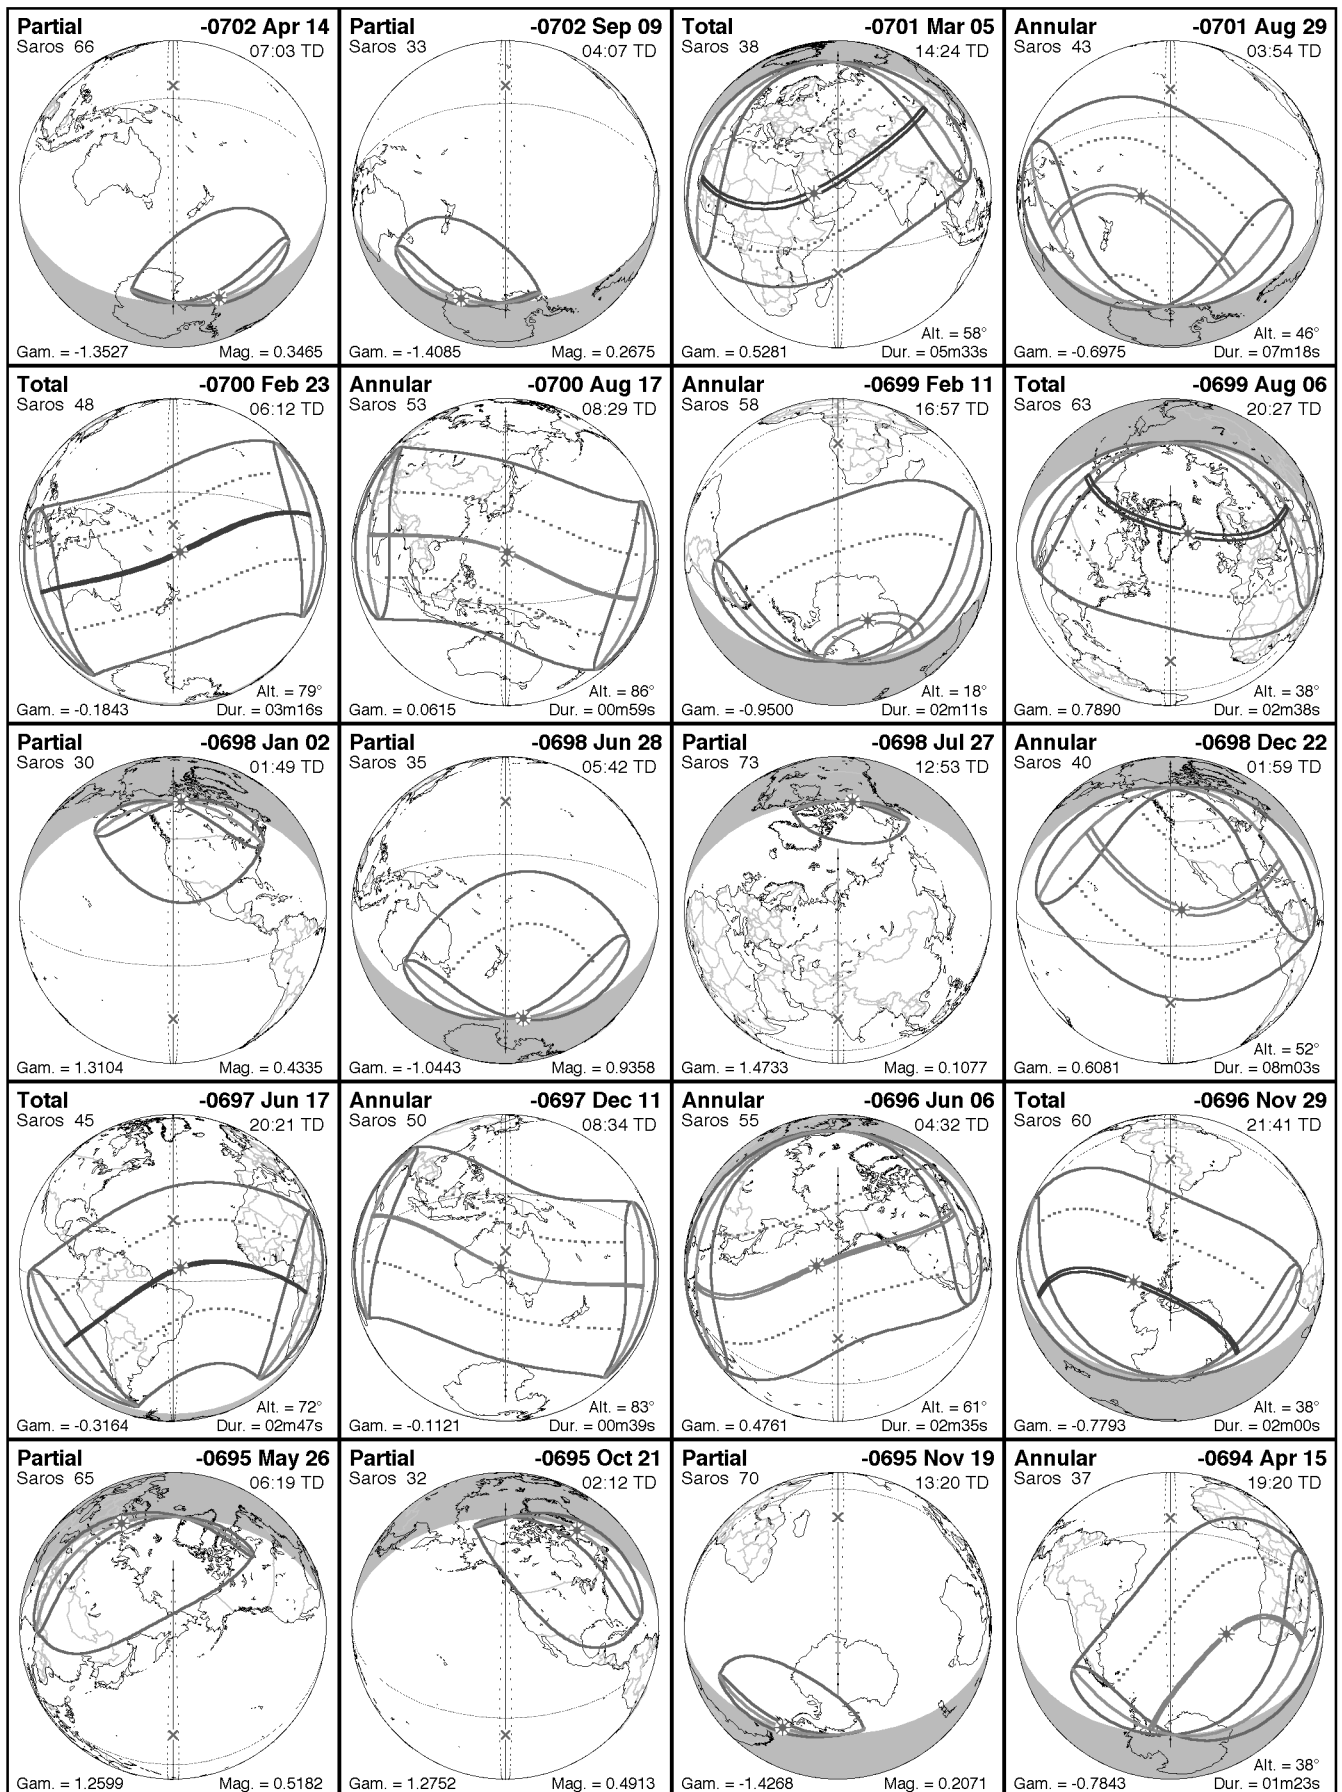 Partial -0702 Apr 14
Saros 66 07:03 TD
Gam. = -1.3527 Mag. = 0.3465
Partial -0702 Sep 09
Saros 33 04:07 TD
Gam. = -1.4085 Mag. = 0.2675
Total -0701 Mar 05
Saros 38 14:24 TD
Alt. = 58°
Gam. = 0.5281 Dur. = 05m33s
Annular -0701 Aug 29
Saros 43 03:54 TD
Alt. = 46°
Gam. = -0.6975 Dur. = 07m18s
Total -0700 Feb 23
Saros 48 06:12 TD
Alt. = 79°
Gam. = -0.1843 Dur. = 03m16s
Annular -0700 Aug 17
Saros 53 08:29 TD
Alt. = 86°
Gam. = 0.0615 Dur. = 00m59s
Annular -0699 Feb 11
Saros 58 16:57 TD
Alt. = 18°
Gam. = -0.9500 Dur. = 02m11s
Total -0699 Aug 06
Saros 63 20:27 TD
Alt. = 38°
Gam. = 0.7890 Dur. = 02m38s
Partial -0698 Jan 02
Saros 30 01:49 TD
Gam. = 1.3104 Mag. = 0.4335
Partial -0698 Jun 28
Saros 35 05:42 TD
Gam. = -1.0443 Mag. = 0.9358
Partial -0698 Jul 27
Saros 73 12:53 TD
Gam. = 1.4733 Mag. = 0.1077
Annular -0698 Dec 22
Saros 40 01:59 TD
Alt. = 52°
Gam. = 0.6081 Dur. = 08m03s
Total -0697 Jun 17
Saros 45 20:21 TD
Alt. = 72°
Gam. = -0.3164 Dur. = 02m47s
Annular -0697 Dec 11
Saros 50 08:34 TD
Alt. = 83°
Gam. = -0.1121 Dur. = 00m39s
Annular -0696 Jun 06
Saros 55 04:32 TD
Alt. = 61°
Gam. = 0.4761 Dur. = 02m35s
Total -0696 Nov 29
Saros 60 21:41 TD
Alt. = 38°
Gam. = -0.7793 Dur. = 02m00s
Partial -0695 May 26
Saros 65 06:19 TD
Gam. = 1.2599 Mag. = 0.5182
Partial -0695 Oct 21
Saros 32 02:12 TD
Gam. = 1.2752 Mag. = 0.4913
Partial -0695 Nov 19
Saros 70 13:20 TD
Gam. = -1.4268 Mag. = 0.2071
Annular -0694 Apr 15
Saros 37 19:20 TD
Alt. = 38°
Gam. = -0.7843 Dur. = 01m23s